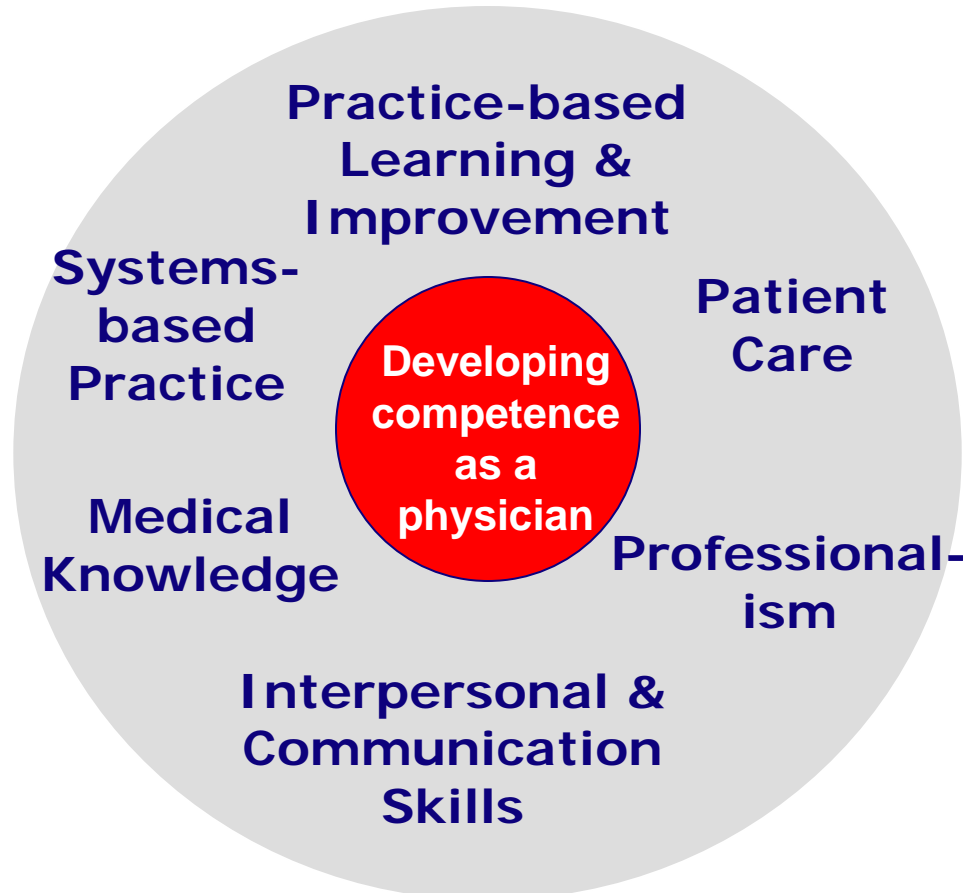 Practice-based
Learning &
Improvement
Systems-
based
Practice
Patient
Care
Developing
competence
as a
physician
Medical
Knowledge
Professional-
ism
Interpersonal &
Communication
Skills